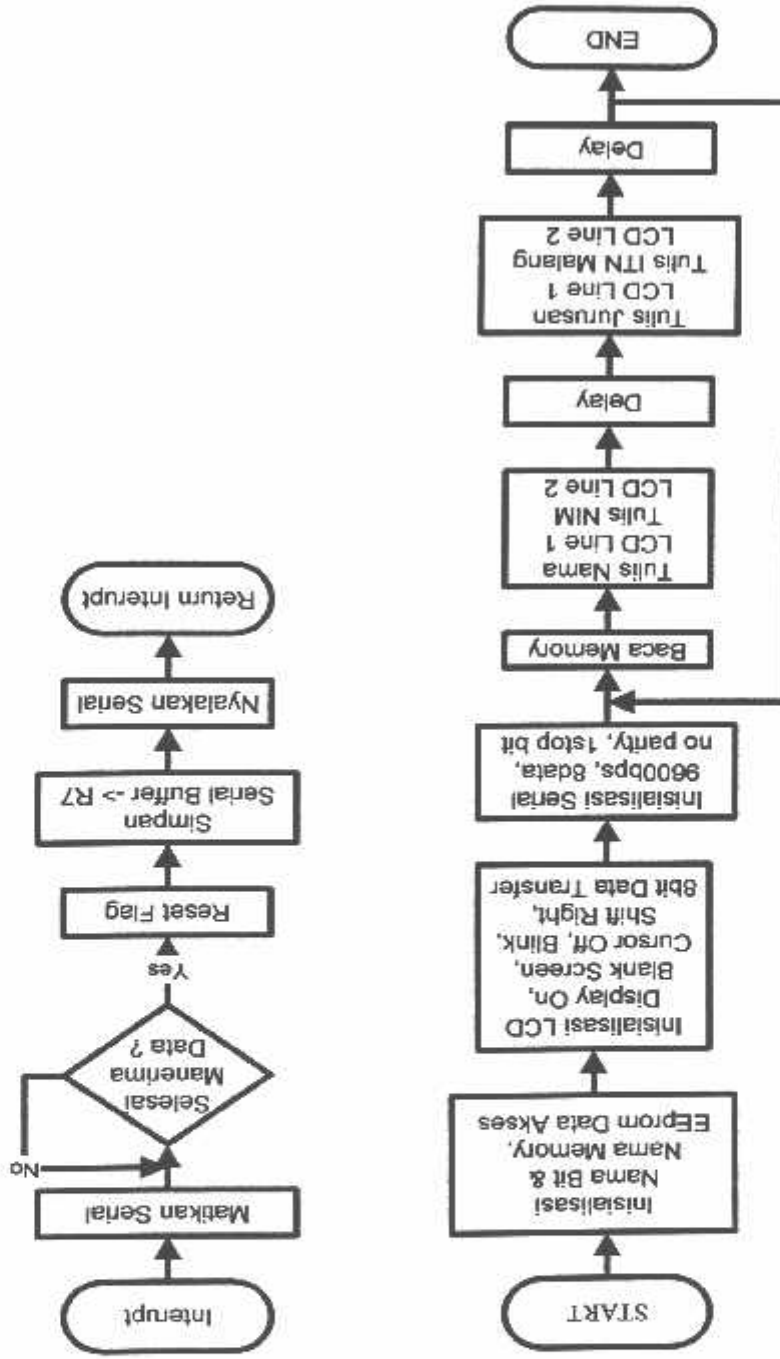 START
Inisialisasi
Nama Bit &
Nama Memory,
EEprom Data Akses
Inisialisasi LCD
Display On,
Blank Screen,
Cursor Off, Blink,
Shift Right,
8bit Data Transfer
Inisialisasi Serial
9600bps, 8data,
no parity, 1stop bit
Baca Memory
Tulis Nama
LCD Line 1
Tulis NIM
LCD Line 2
Delay
Tulis Jurusan
LCD Line 1
Tulis ITN Malang
LCD Line 2
Delay
END
Interupt
Matikan Serial
No
Selesai
Manerima
Data ?
Yes
Reset Flag
Simpan
Serial Buffer -> R7
Nyalakan Serial
Return Interupt